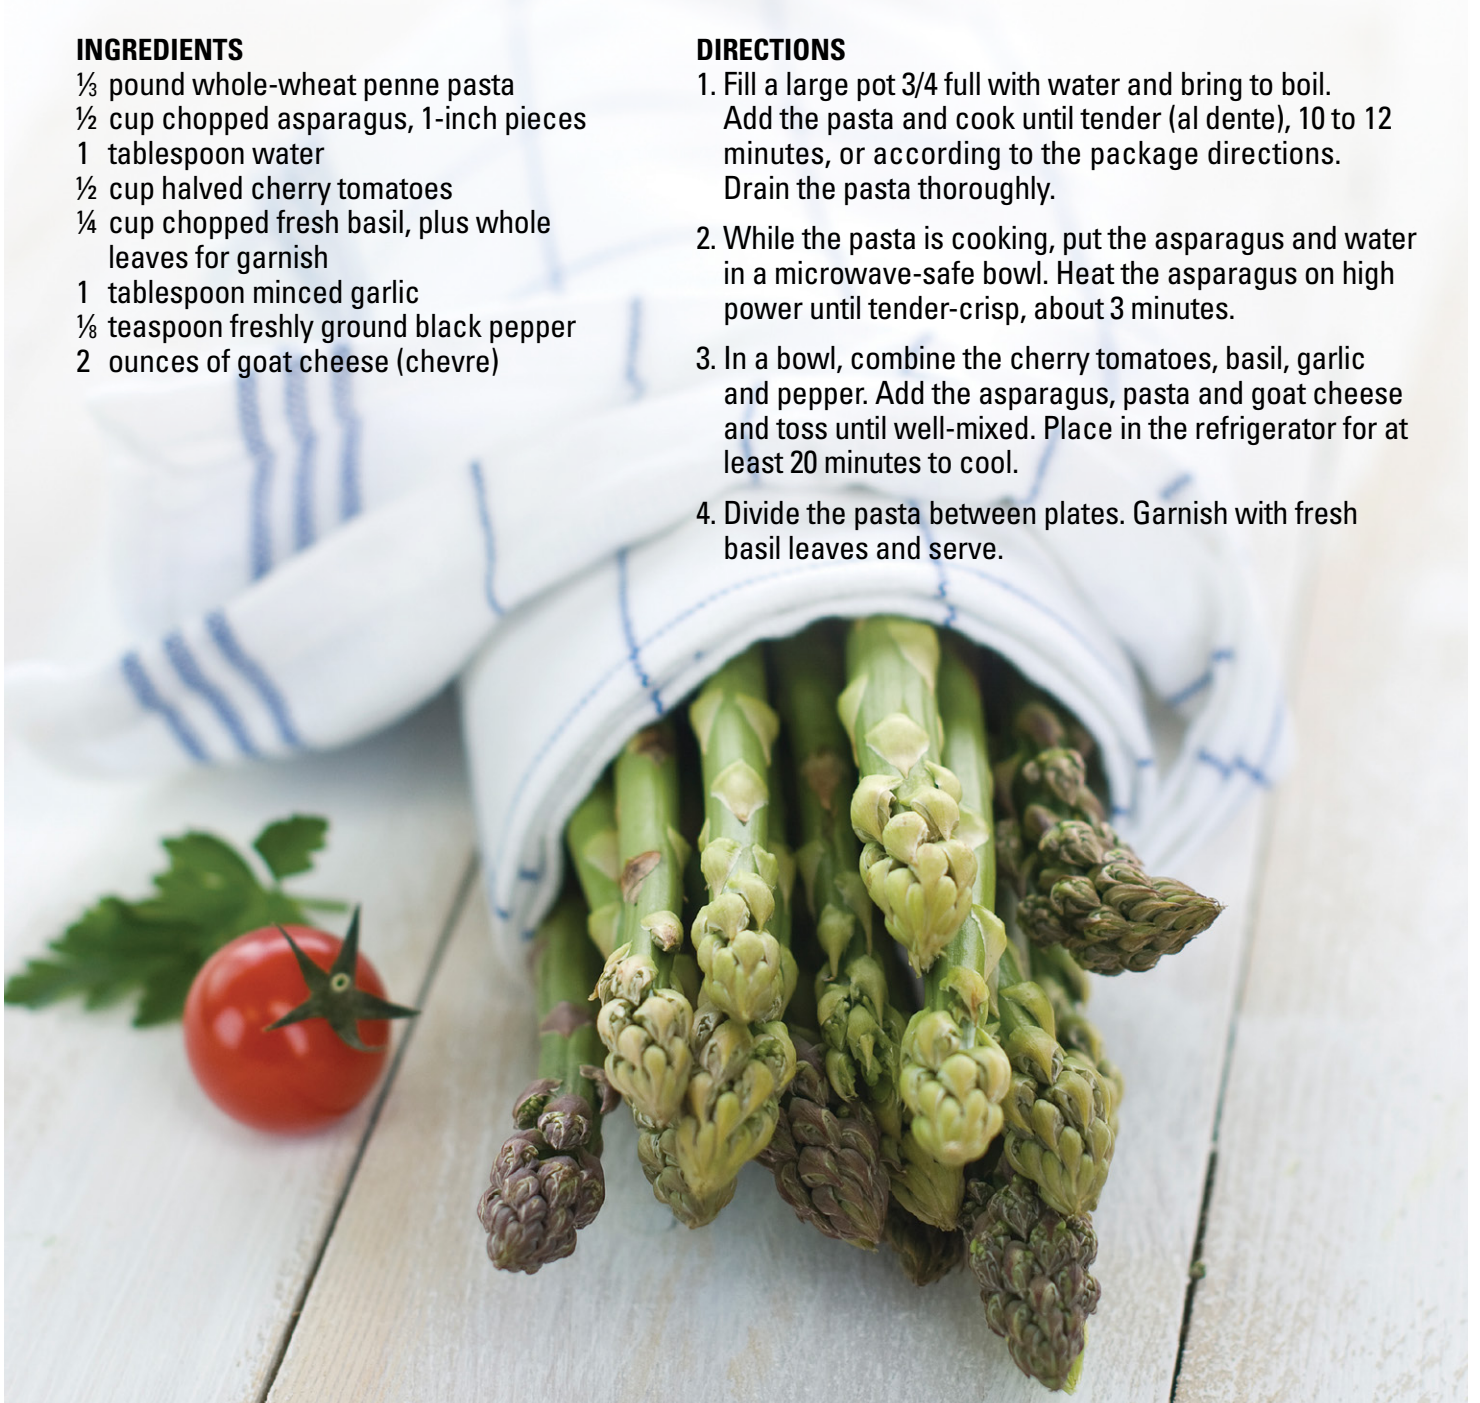 INGREDIENTS
⅓ pound whole-wheat penne pasta
½ cup chopped asparagus, 1-inch pieces
1 tablespoon water
½ cup halved cherry tomatoes
¼ cup chopped fresh basil, plus whole
leaves for garnish
1 tablespoon minced garlic
⅛ teaspoon freshly ground black pepper
2 ounces of goat cheese (chevre)
DIRECTIONS
1. Fill a large pot 3/4 full with water and bring to boil.
Add the pasta and cook until tender (al dente), 10 to 12
minutes, or according to the package directions.
Drain the pasta thoroughly.
2. While the pasta is cooking, put the asparagus and water
in a microwave-safe bowl. Heat the asparagus on high
power until tender-crisp, about 3 minutes.
3. In a bowl, combine the cherry tomatoes, basil, garlic
and pepper. Add the asparagus, pasta and goat cheese
and toss until well-mixed. Place in the refrigerator for at
least 20 minutes to cool.
4. Divide the pasta between plates. Garnish with fresh
basil leaves and serve.